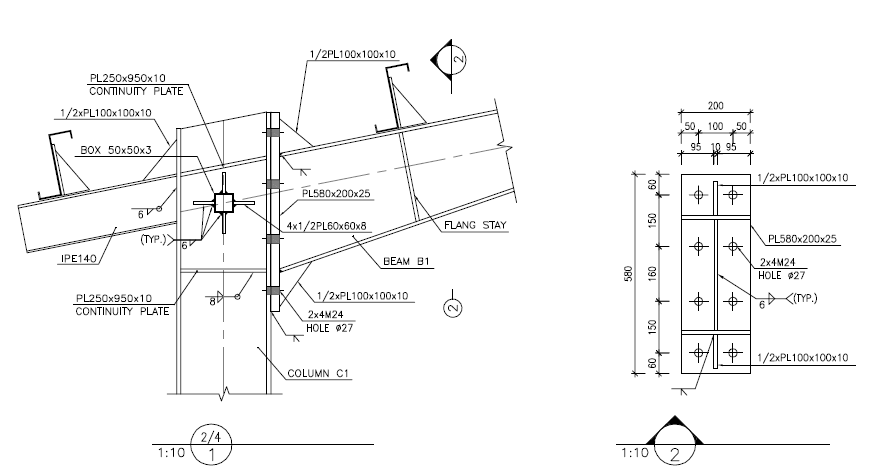 1/2PL100x100x10
2
PL250x950x10
CONTINUITY PLATE
1/2xPL100x100x10
BOX 50x50x3
PL580x200x25
6
(TYP.)
6
4x1/2PL60x60x8
FLANG STAY
IPE140
BEAM B1
PL250x950x10
CONTINUITY PLATE
8
1/2xPL100x100x10
2x4M24
HOLE ø27
2
COLUMN C1
2/4
1:10
1
200
50 100 50
95 10 95
1/2xPL100x100x10
60
150
PL580x200x25
2x4M24
HOLE ø27
580
160
6
(TYP.)
150
1/2xPL100x100x10
60
1:10
2